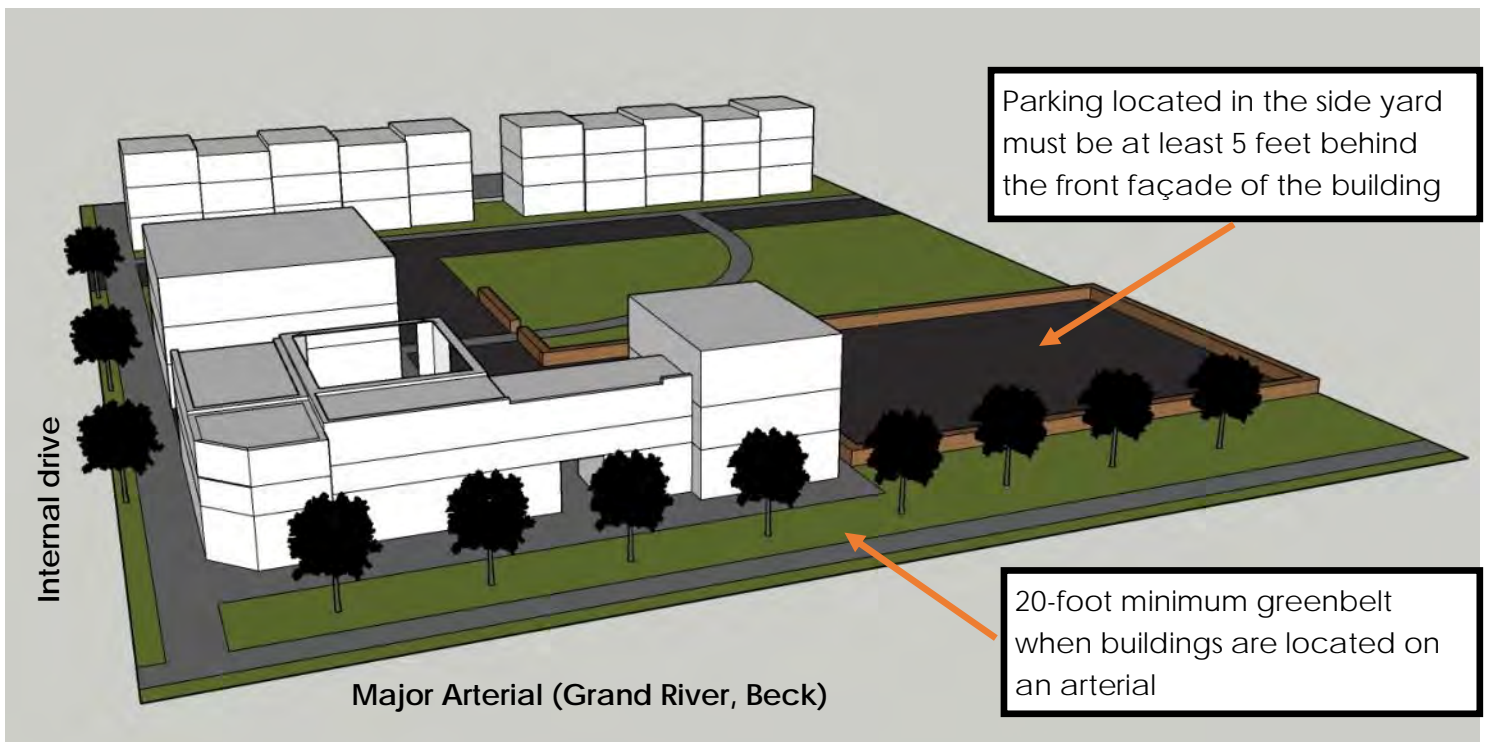 Parking located in the side yard
must be at least 5 feet behind
the front façade of the building
Internal drive
20-foot minimum greenbelt
when buildings are located on
an arterial
Major Arterial (Grand River, Beck)